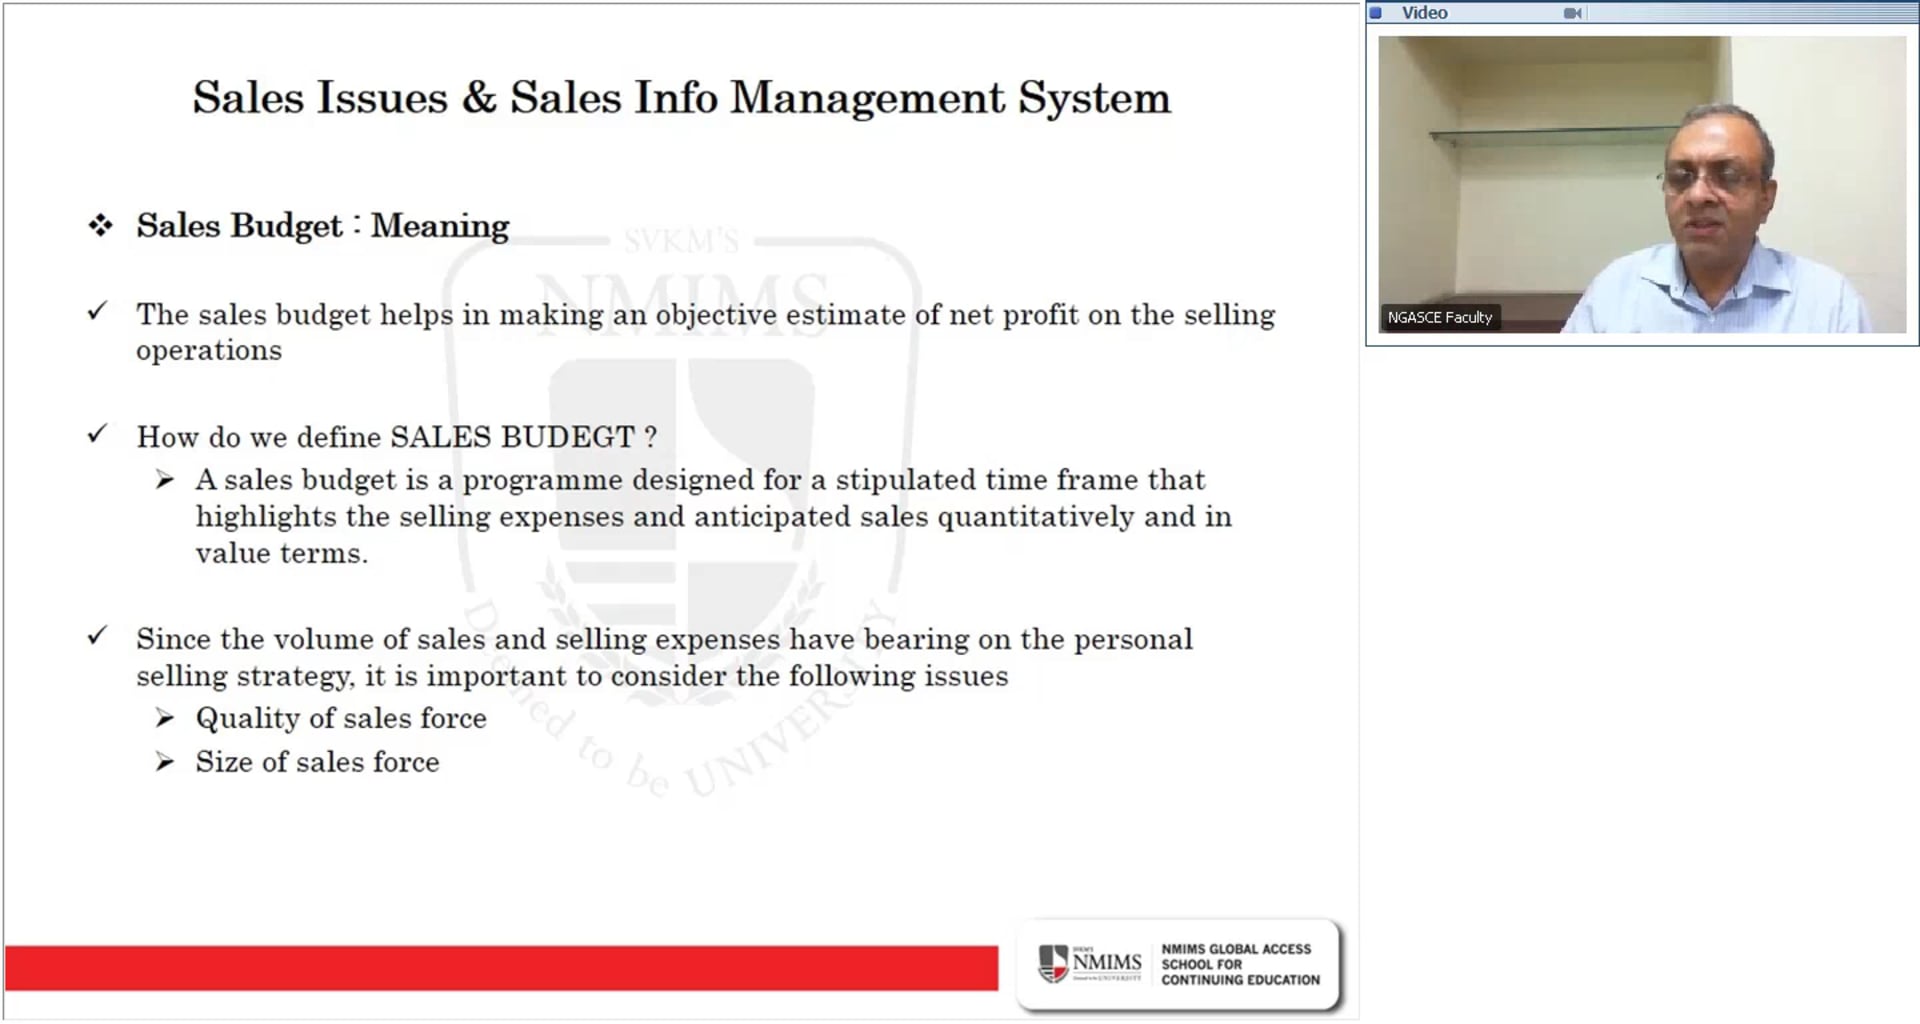 Sales Issues & Sales Info Management System
❖ Sales Budget : Meaning
✓ The sales budget helps in making an objective estimate of net profit on the selling
operations
✓ How do we define SALES BUDEGT ?
➢ A sales budget is a programme designed for a stipulated time frame that
highlights the selling expenses and anticipated sales quantitatively and in
value terms.
✓ Since the volume of sales and selling expenses have bearing on the personal
selling strategy, it is important to consider the following issues
➢ Quality of sales force
➢ Size of sales force
SVKM'S
NMIMS
Deemed to be UNIVERSITY
SVKM'S
NMIMS
Deemed to be UNIVERSITY
NMIMS GLOBAL ACCESS
SCHOOL FOR
CONTINUING EDUCATION
Video
NGASCE Faculty